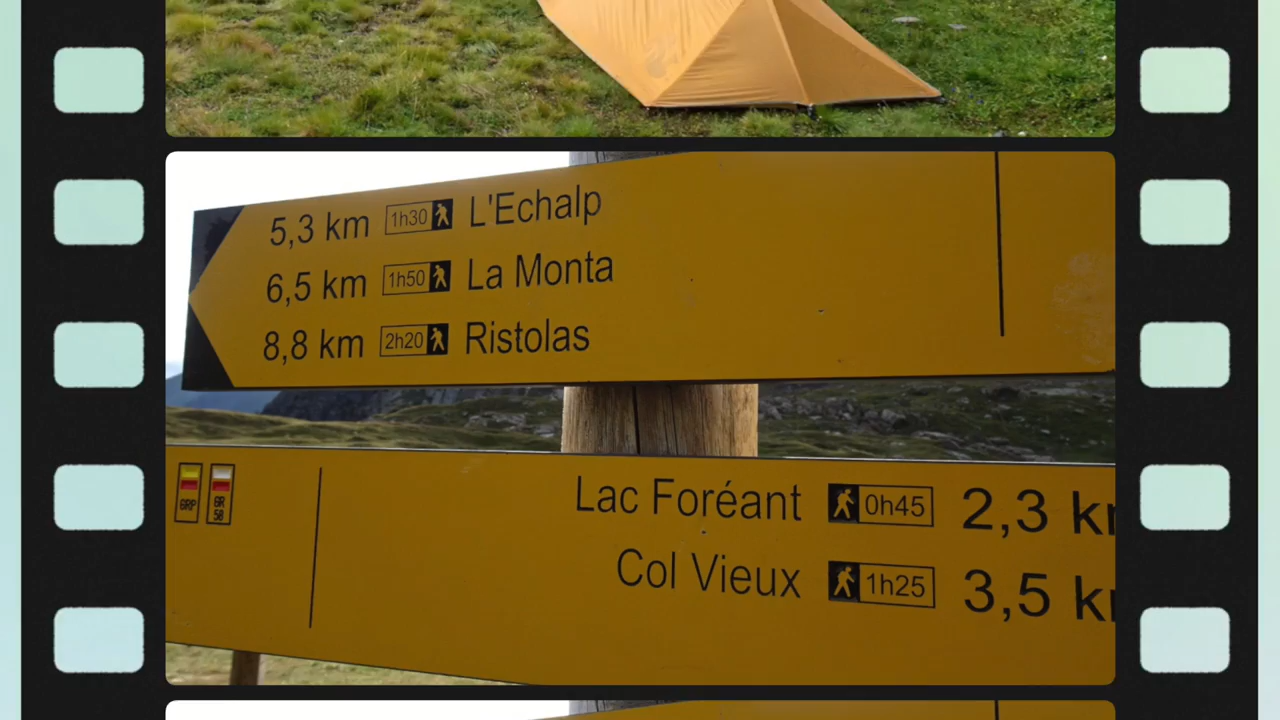 5,3 km 1h30 L'Echalp
6,5 km 1h50 La Monta
8,8 km 2h20 Ristolas
GRP GR 58
Lac Foréant 0h45 2,3 k
Col Vieux 1h25 3,5 k